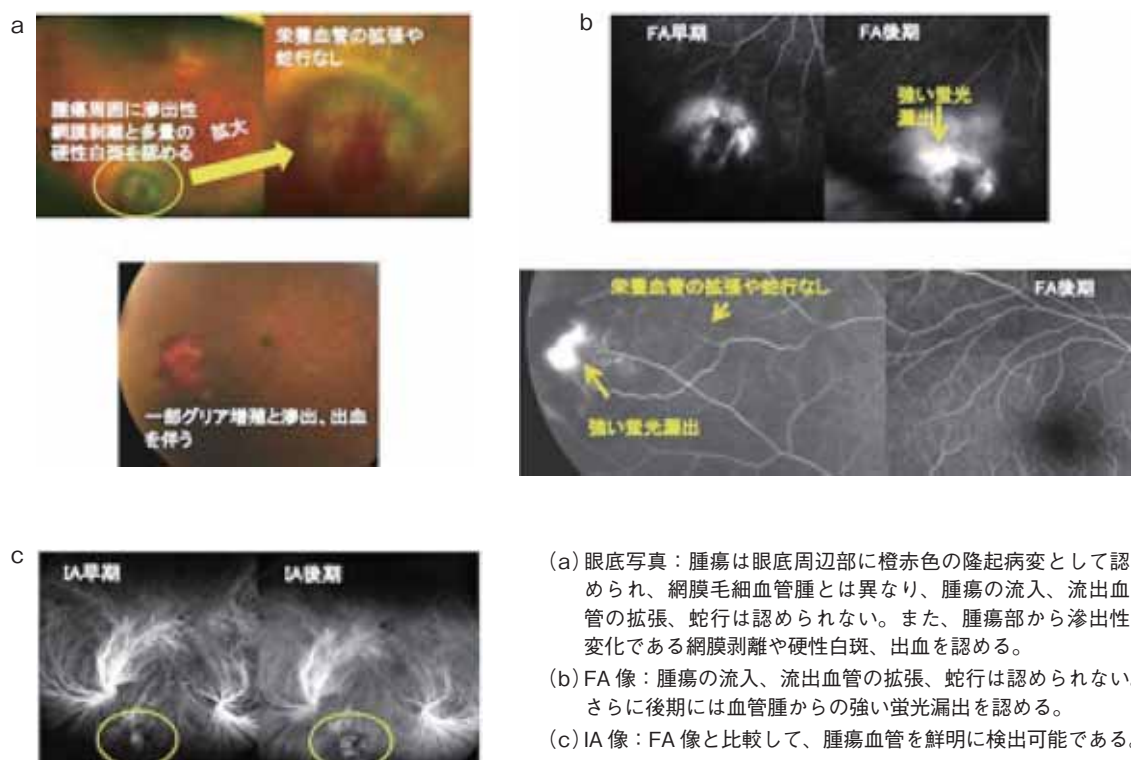 a
栄養血管の拡張や
蛇行なし
腫瘍周囲に滲出性
網膜剥離と多量の
硬性白斑を認める
拡大
一部グリア増殖と滲出、出血
を伴う
b
FA早期
FA後期
強い蛍光
漏出
栄養血管の拡張や蛇行なし
FA後期
強い蛍光漏出
c
IA早期
IA後期
(a)眼底写真：腫瘍は眼底周辺部に橙赤色の隆起病変として認
められ、網膜毛細血管腫とは異なり、腫瘍の流入、流出血
管の拡張、蛇行は認められない。また、腫瘍部から滲出性
変化である網膜剥離や硬性白斑、出血を認める。
(b)FA 像：腫瘍の流入、流出血管の拡張、蛇行は認められない。
さらに後期には血管腫からの強い蛍光漏出を認める。
(c)IA 像：FA 像と比較して、腫瘍血管を鮮明に検出可能である。